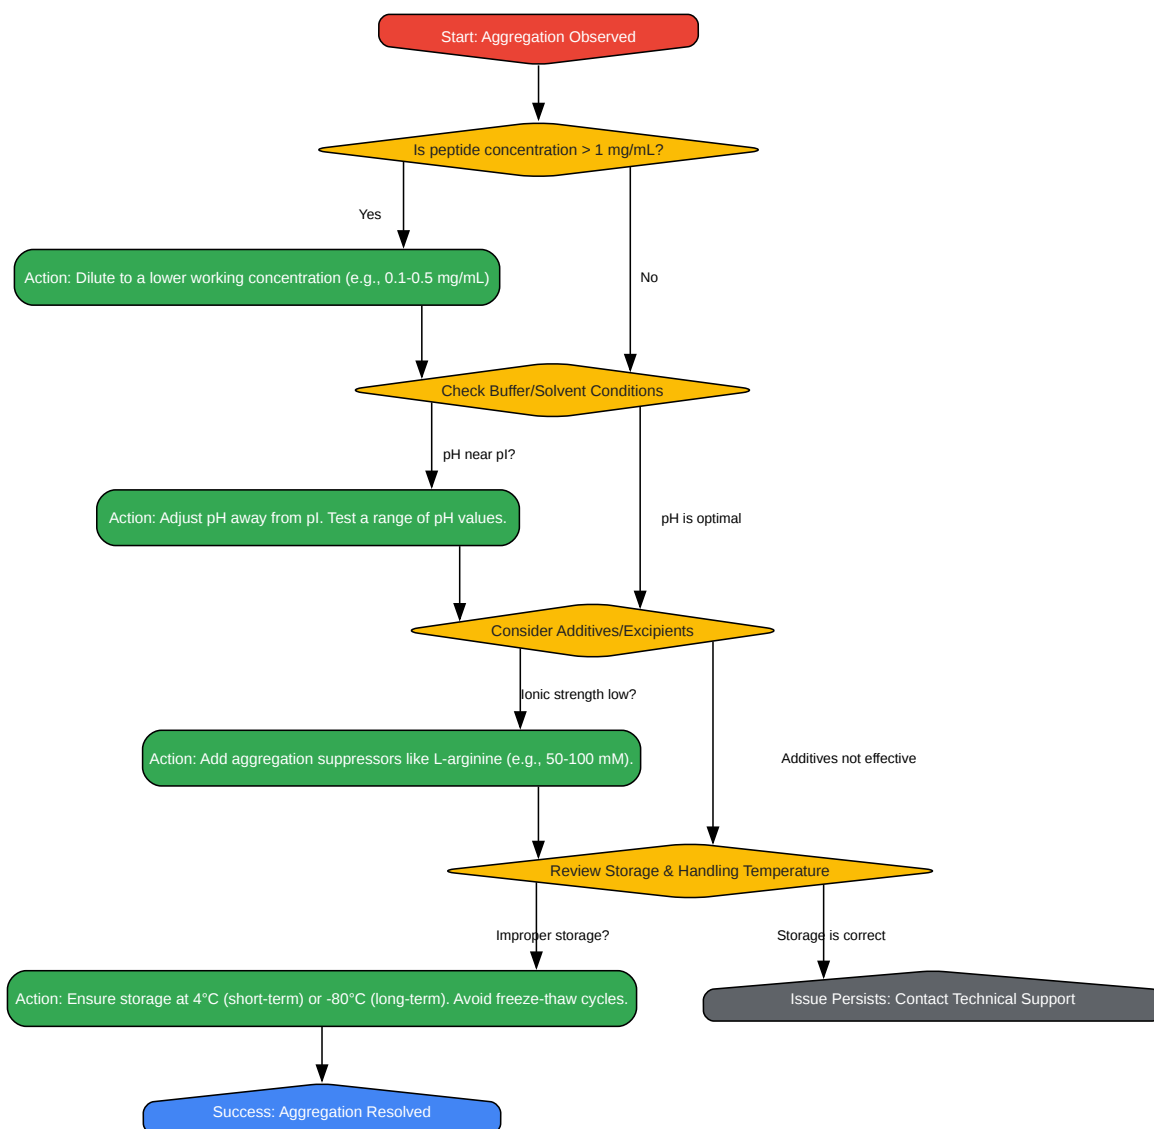 Start: Aggregation Observed
Is peptide concentration > 1 mg/mL?
Yes
Action: Dilute to a lower working concentration (e.g., 0.1-0.5 mg/mL)
No
Check Buffer/Solvent Conditions
pH near pI?
Action: Adjust pH away from pI. Test a range of pH values.
pH is optimal
Consider Additives/Excipients
Ionic strength low?
Action: Add aggregation suppressors like L-arginine (e.g., 50-100 mM).
Additives not effective
Review Storage & Handling Temperature
Improper storage?
Storage is correct
Action: Ensure storage at 4°C (short-term) or -80°C (long-term). Avoid freeze-thaw cycles.
Issue Persists: Contact Technical Support
Success: Aggregation Resolved